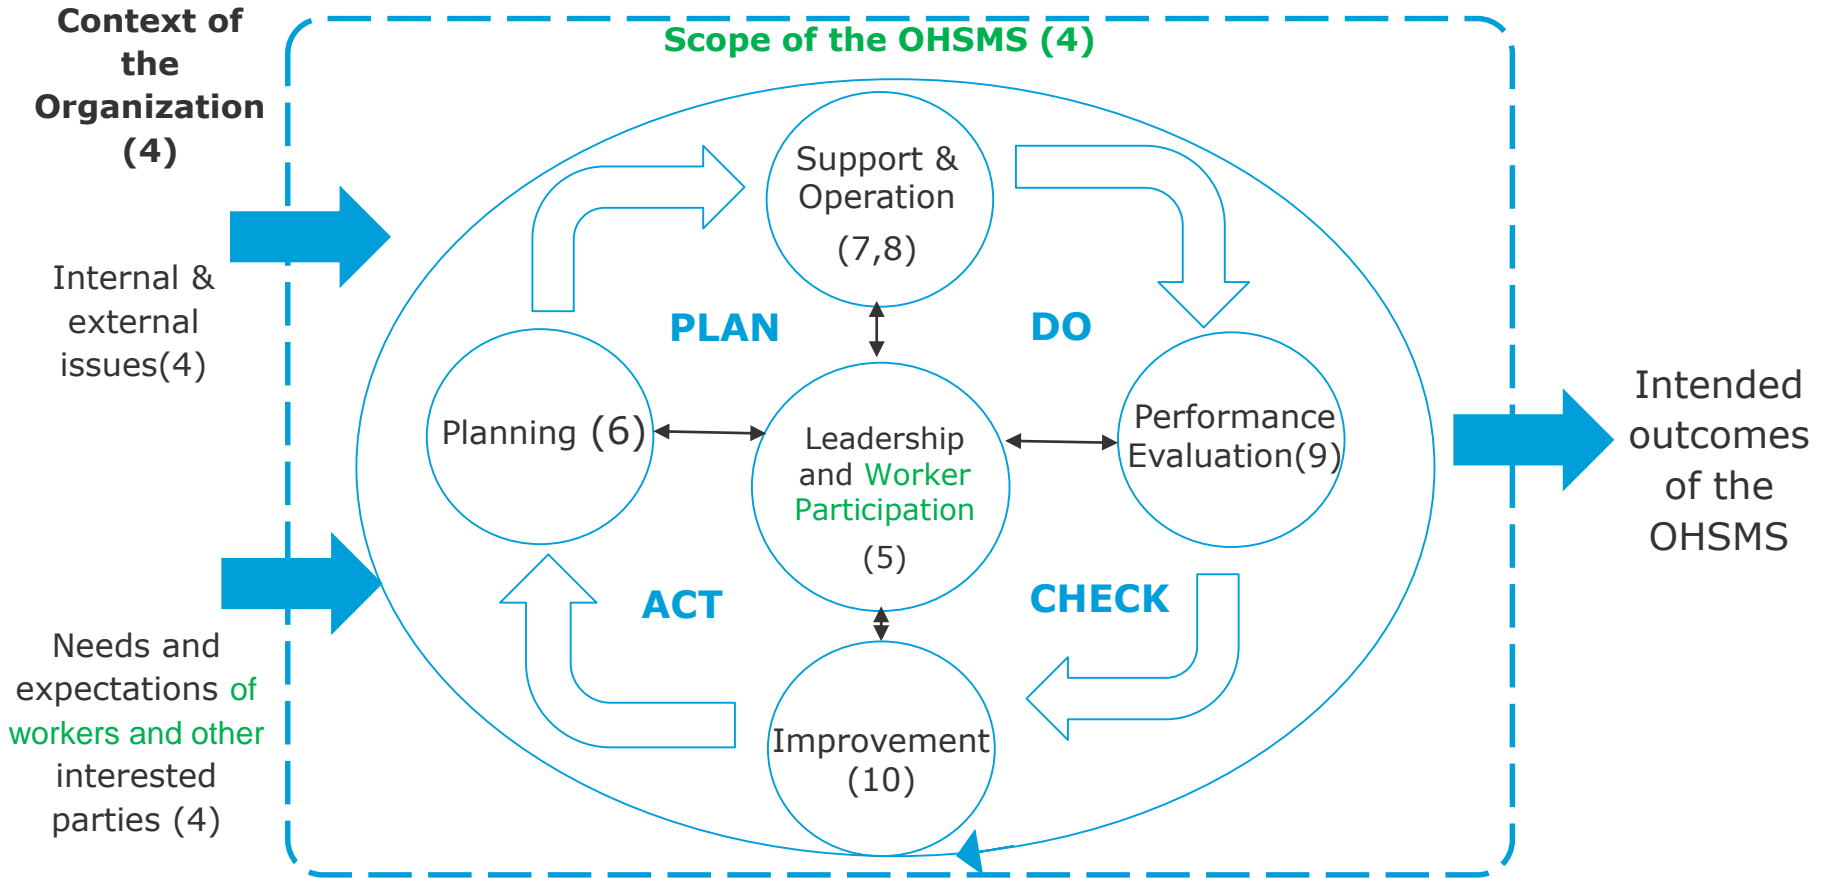 Context of
the
Organization
(4)
Scope of the OHSMS (4)
Internal &
external
issues(4)
Needs and
expectations of
workers and other
interested
parties (4)
Support &
Operation
(7,8)
PLAN
DO
Planning (6)
Leadership
and Worker
Participation
(5)
Performance
Evaluation(9)
ACT
CHECK
Improvement
(10)
Intended
outcomes
of the
OHSMS